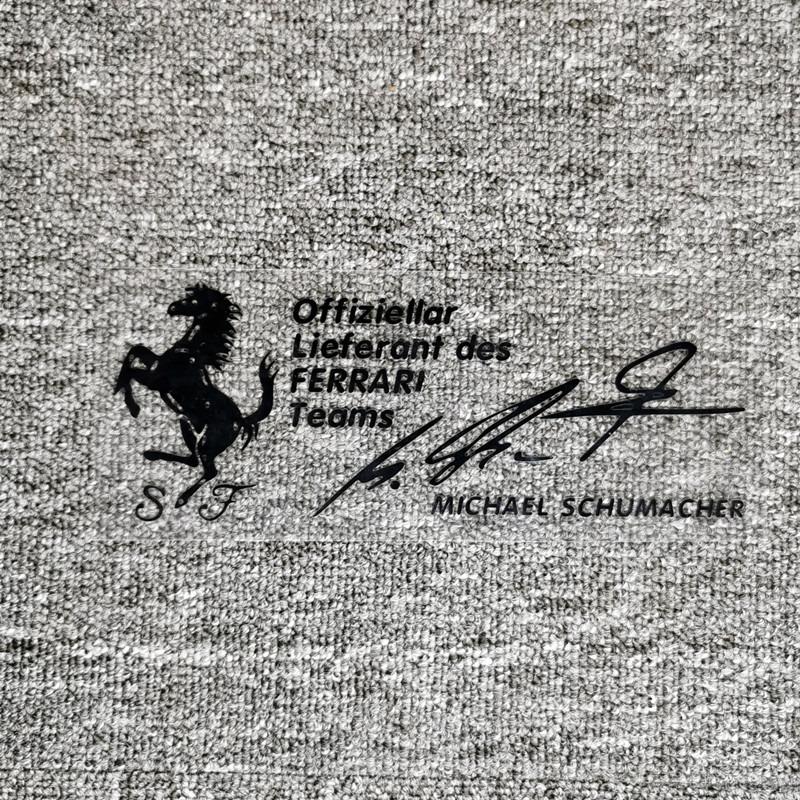 Offiziellar
Lieferant des
FERRARI
Teams
S F
MICHAEL SCHUMACHER